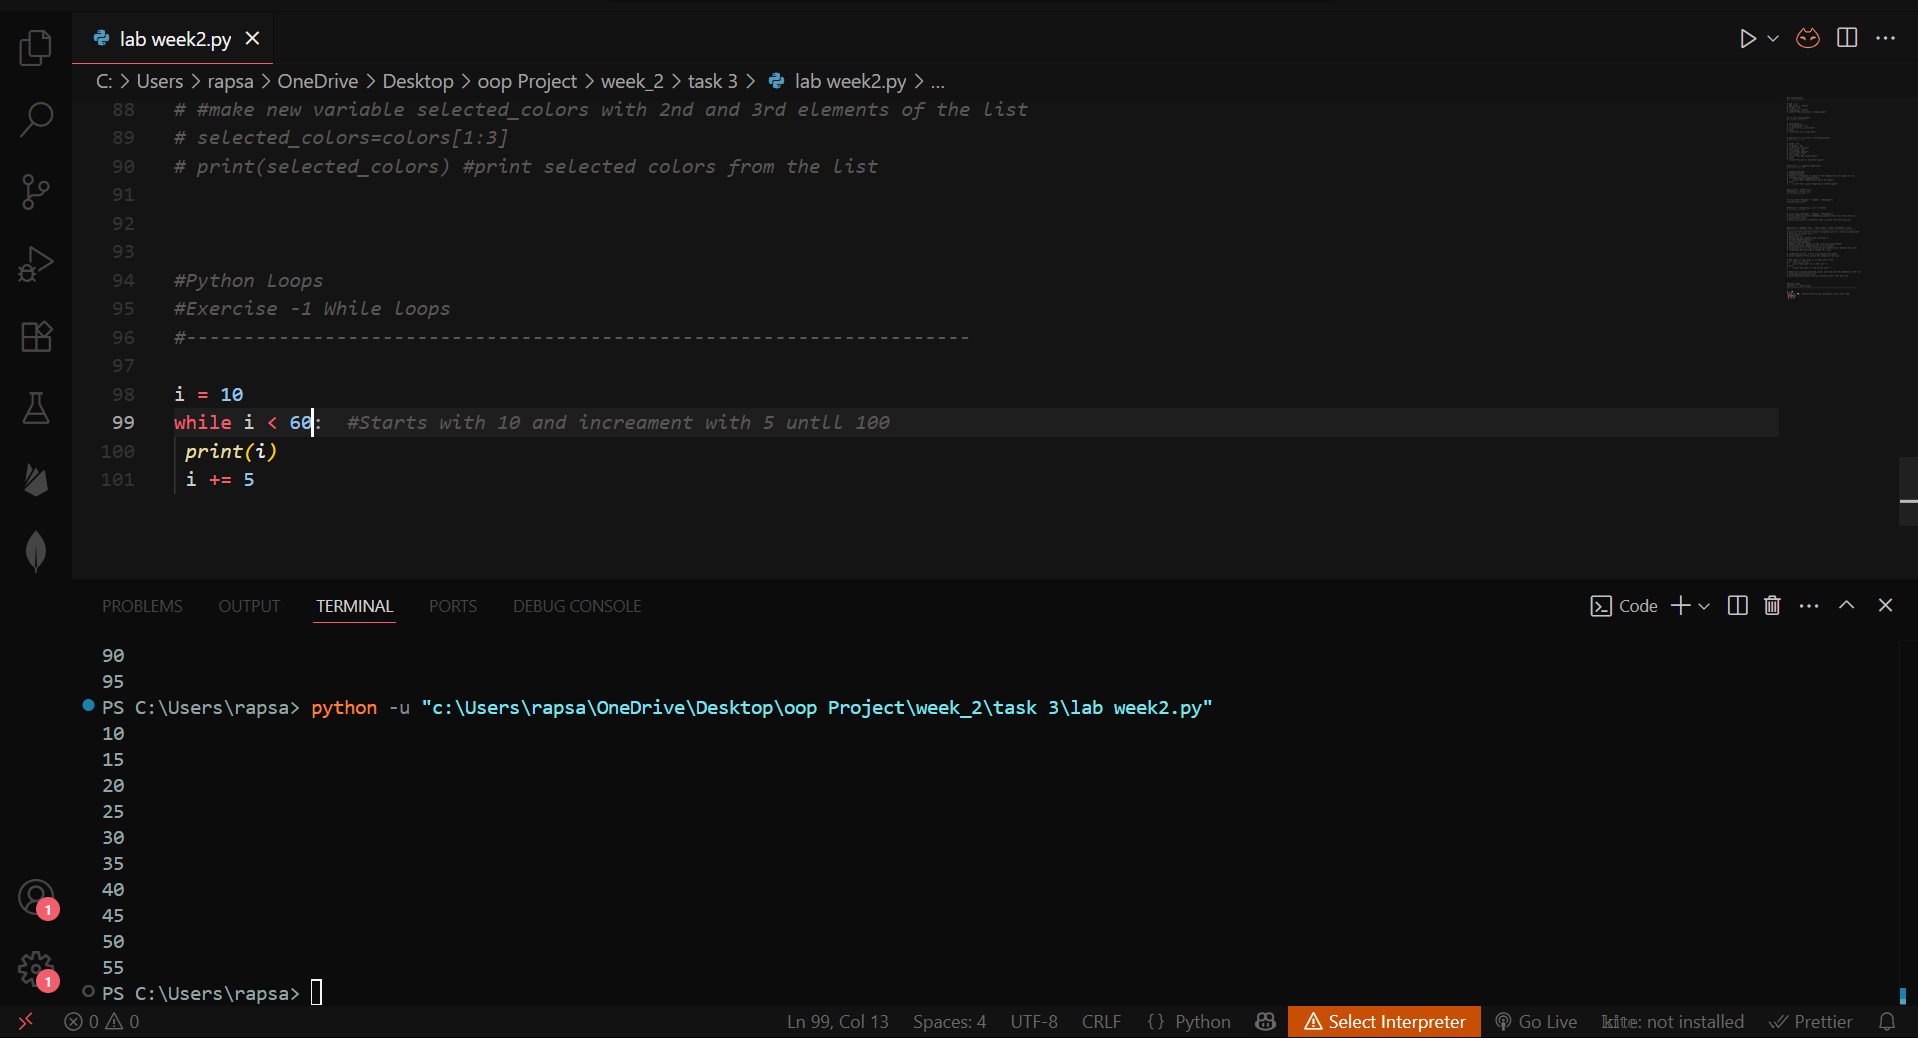 lab week2.py
C: > Users > rapsa > OneDrive > Desktop > oop Project > week_2 > task 3 > lab week2.py > ...
88 # #make new variable selected_colors with 2nd and 3rd elements of the list
89 # selected_colors=colors[1:3]
90 # print(selected_colors) #print selected colors from the list
91
92
93
94 #Python Loops
95 #Exercise -1 While loops
96 #--------------------------------------------------------------------
97
98 i = 10
99 while i < 60:  #Starts with 10 and increament with 5 untll 100
100 print(i)
101 i += 5
PROBLEMS OUTPUT TERMINAL PORTS DEBUG CONSOLE Code
90
95
PS C:\Users\rapsa> python -u "c:\Users\rapsa\OneDrive\Desktop\oop Project\week_2\task 3\lab week2.py"
10
15
20
25
30
35
40
45
50
55
PS C:\Users\rapsa>
1
1
0 0 Ln 99, Col 13 Spaces: 4 UTF-8 CRLF {} Python Select Interpreter Go Live kite: not installed Prettier